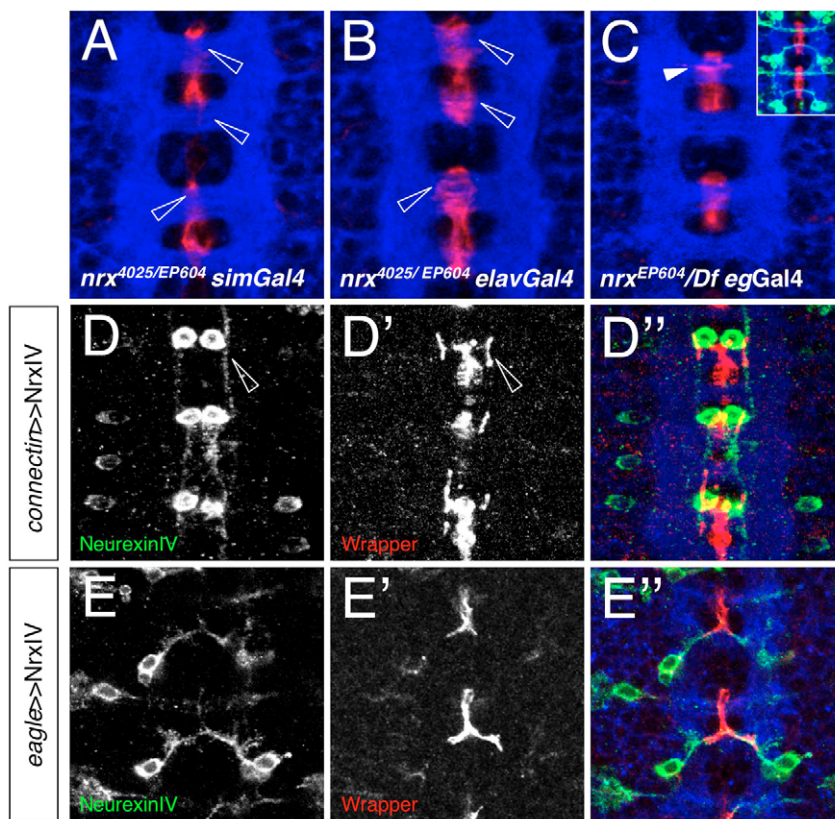 A
B
C
nrx4025/EP604 simGal4
nrx4025/ EP604 elavGal4
nrxEP604/Df egGal4
connectin>>NrxIV
D
D'
D''
NeurexinIV
Wrapper
eagle>>NrxIV
E
E'
E''
NeurexinIV
Wrapper